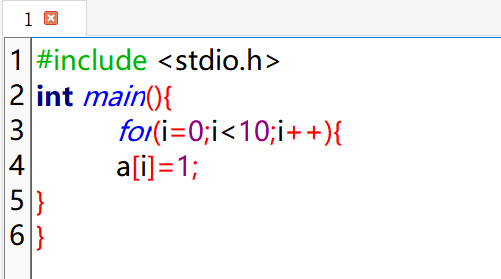 1
1 #include <stdio.h>
2 int main(){
3 for(i=0;i<10;i++){
4 a[i]=1;
5 }
6 }